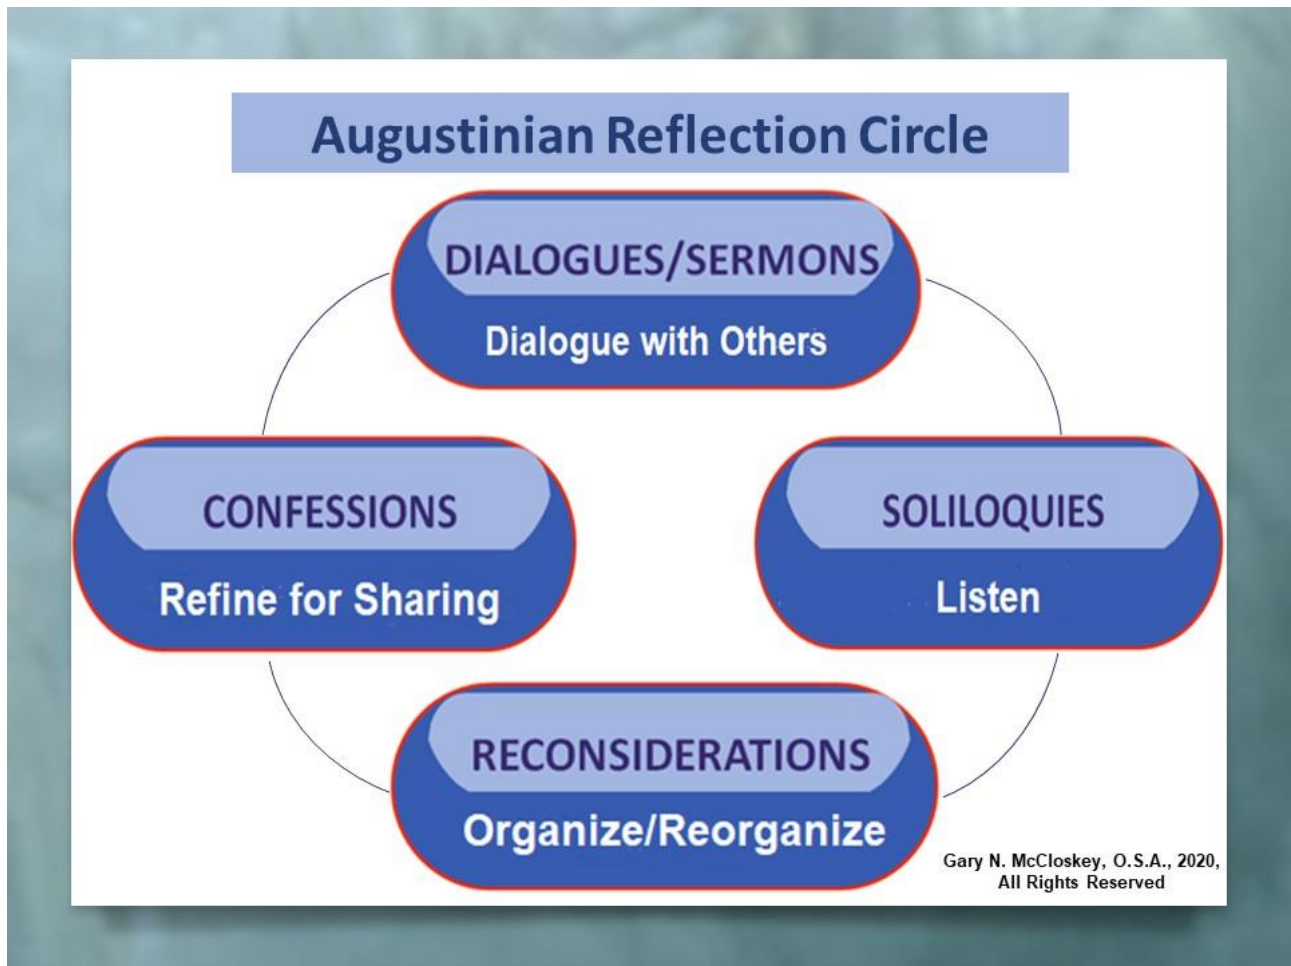 Augustinian Reflection Circle
DIALOGUES/SERMONS
Dialogue with Others
CONFESSIONS
Refine for Sharing
SOLILOQUIES
Listen
RECONSIDERATIONS
Organize/Reorganize
Gary N. McCloskey, O.S.A., 2020,
All Rights Reserved